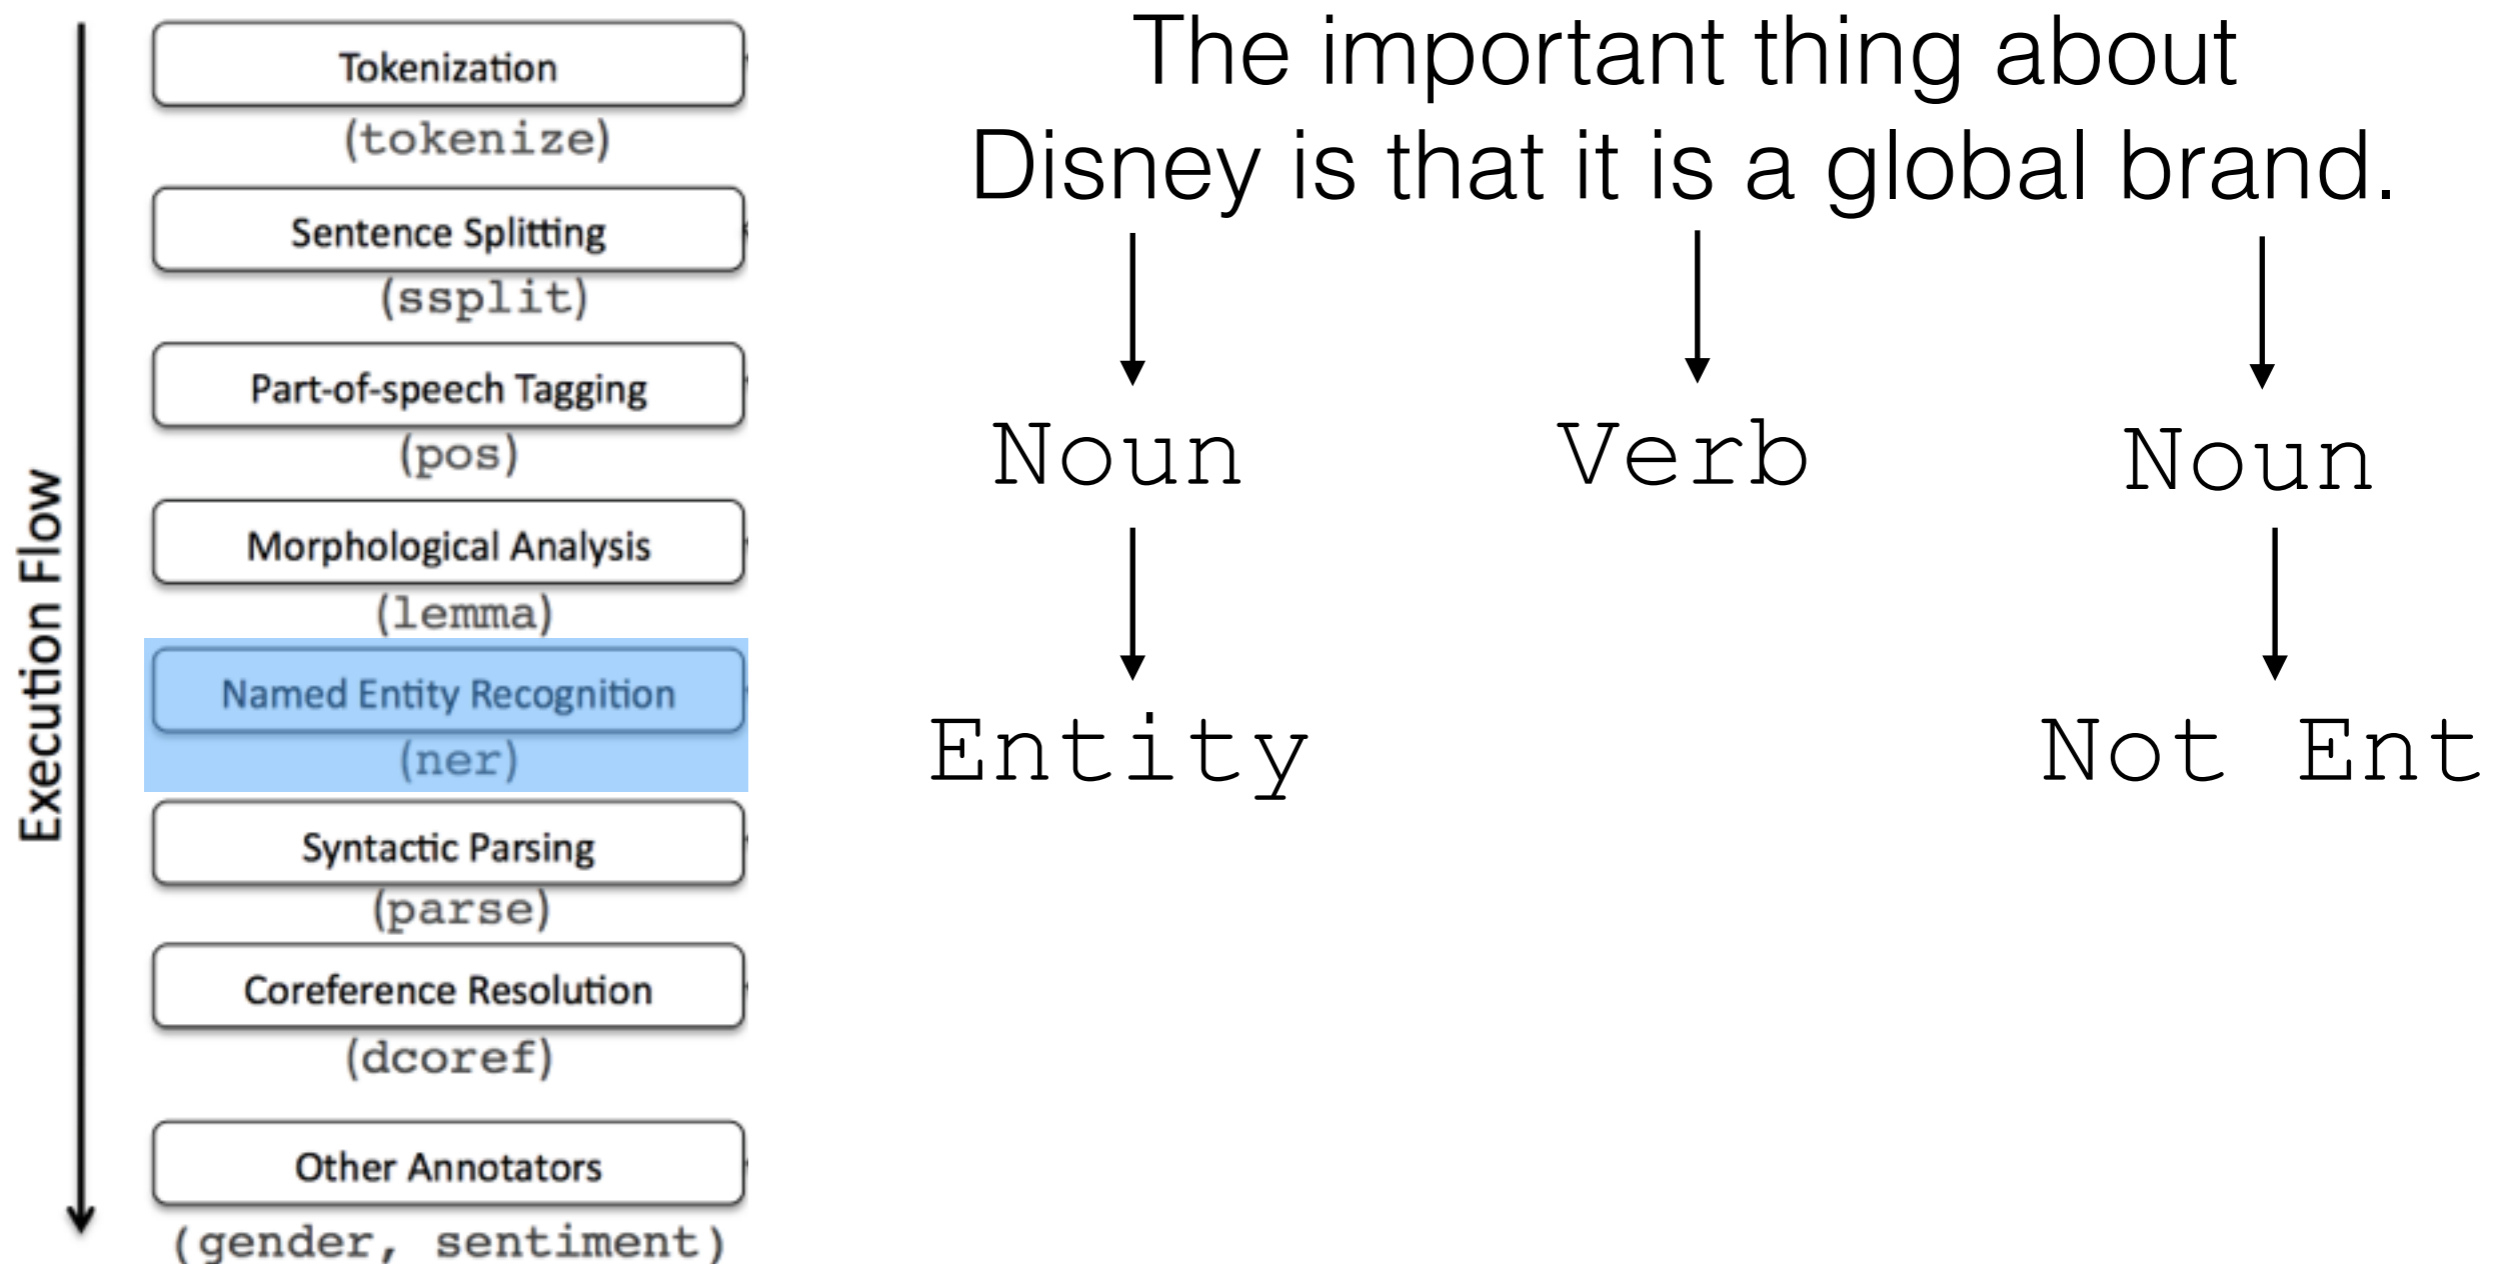 Execution Flow
Tokenization
(tokenize)
Sentence Splitting
(ssplit)
Part-of-speech Tagging
(pos)
Morphological Analysis
(lemma)
Named Entity Recognition
(ner)
Syntactic Parsing
(parse)
Coreference Resolution
(dcoref)
Other Annotators
(gender, sentiment)
The important thing about
Disney is that it is a global brand.
Noun Verb Noun
Entity Not Ent